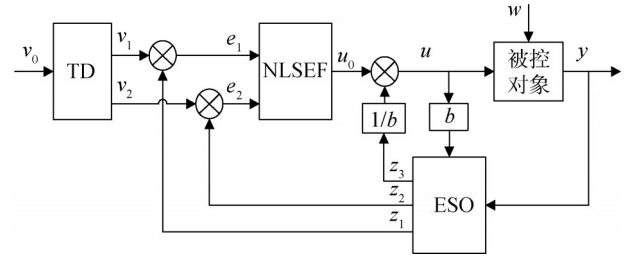 w
v₀
TD
v₁
v₂
e₁
e₂
NLSEF
u₀
u
被控
对象
y
1/b
b
z₃
z₂
z₁
ESO